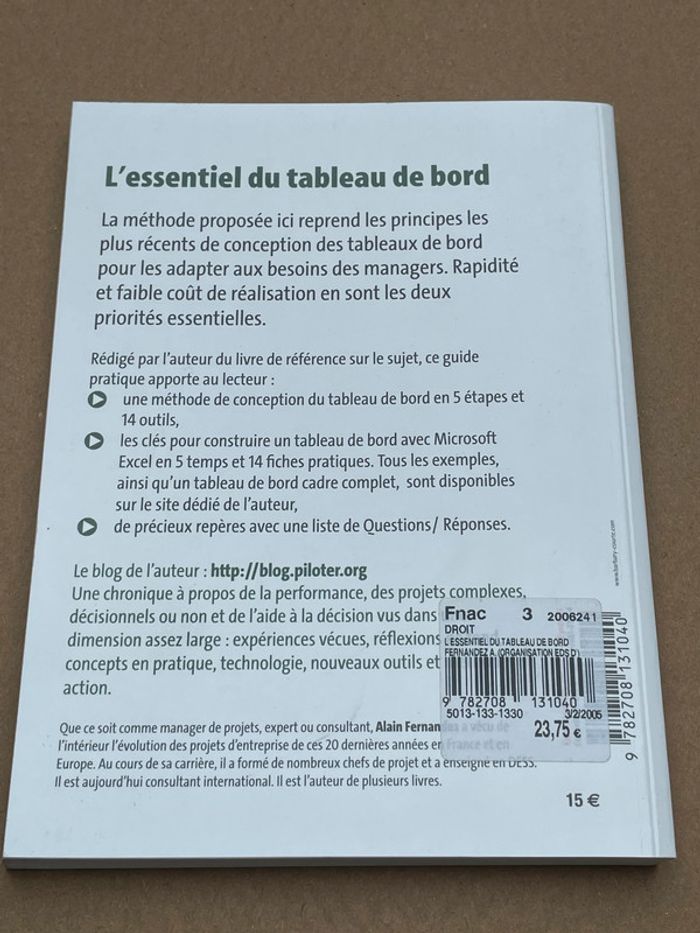 L'essentiel du tableau de bord
La méthode proposée ici reprend les principes les
plus récents de conception des tableaux de bord
pour les adapter aux besoins des managers. Rapidité
et faible coût de réalisation en sont les deux
priorités essentielles.
Rédigé par l'auteur du livre de référence sur le sujet, ce guide
pratique apporte au lecteur :
une méthode de conception du tableau de bord en 5 étapes et
14 outils,
les clés pour construire un tableau de bord avec Microsoft
Excel en 5 temps et 14 fiches pratiques. Tous les exemples,
ainsi qu'un tableau de bord cadre complet, sont disponibles
sur le site dédié de l'auteur,
de précieux repères avec une liste de Questions/ Réponses.
Le blog de l'auteur : http://blog.piloter.org
Une chronique à propos de la performance, des projets complexes,
décisionnels ou non et de l'aide à la décision vus dans
dimension assez large : expériences vécues, réflexions
concepts en pratique, technologie, nouveaux outils et
action.
Que ce soit comme manager de projets, expert ou consultant, Alain Fernandez a vécu de
l'intérieur l'évolution des projets d'entreprise de ces 20 dernières années en France et en
Europe. Au cours de sa carrière, il a formé de nombreux chefs de projet et a enseigné en DESS.
Il est aujourd'hui consultant international. Il est l'auteur de plusieurs livres.
15 €
Fnac 3 2006241
DROIT
L'ESSENTIEL DU TABLEAU DE BORD
FERNANDEZ A. (ORGANISATION EDS D')
9 782708 131040
5013-133-1330 3/2/2005
23,75 €
9 782708 131040